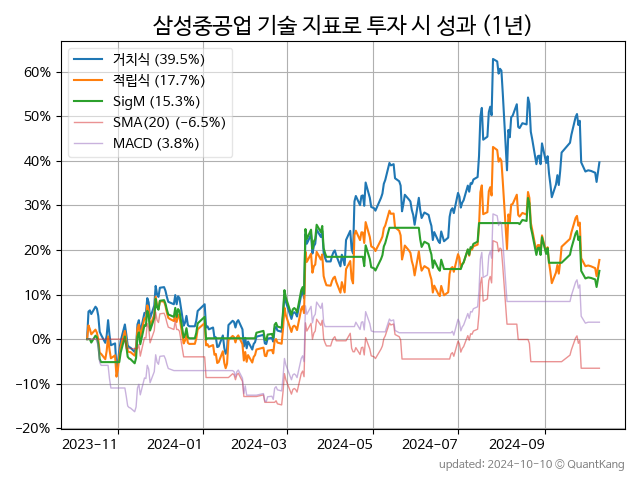 삼성중공업 기술 지표로 투자 시 성과 (1년)
거치식 (39.5%)
적립식 (17.7%)
SigM (15.3%)
SMA(20) (−6.5%)
MACD (3.8%)
60%
50%
40%
30%
20%
10%
0%
−10%
−20%
2023−11 2024−01 2024−03 2024−05 2024−07 2024−09
updated: 2024-10-10 © QuantKang